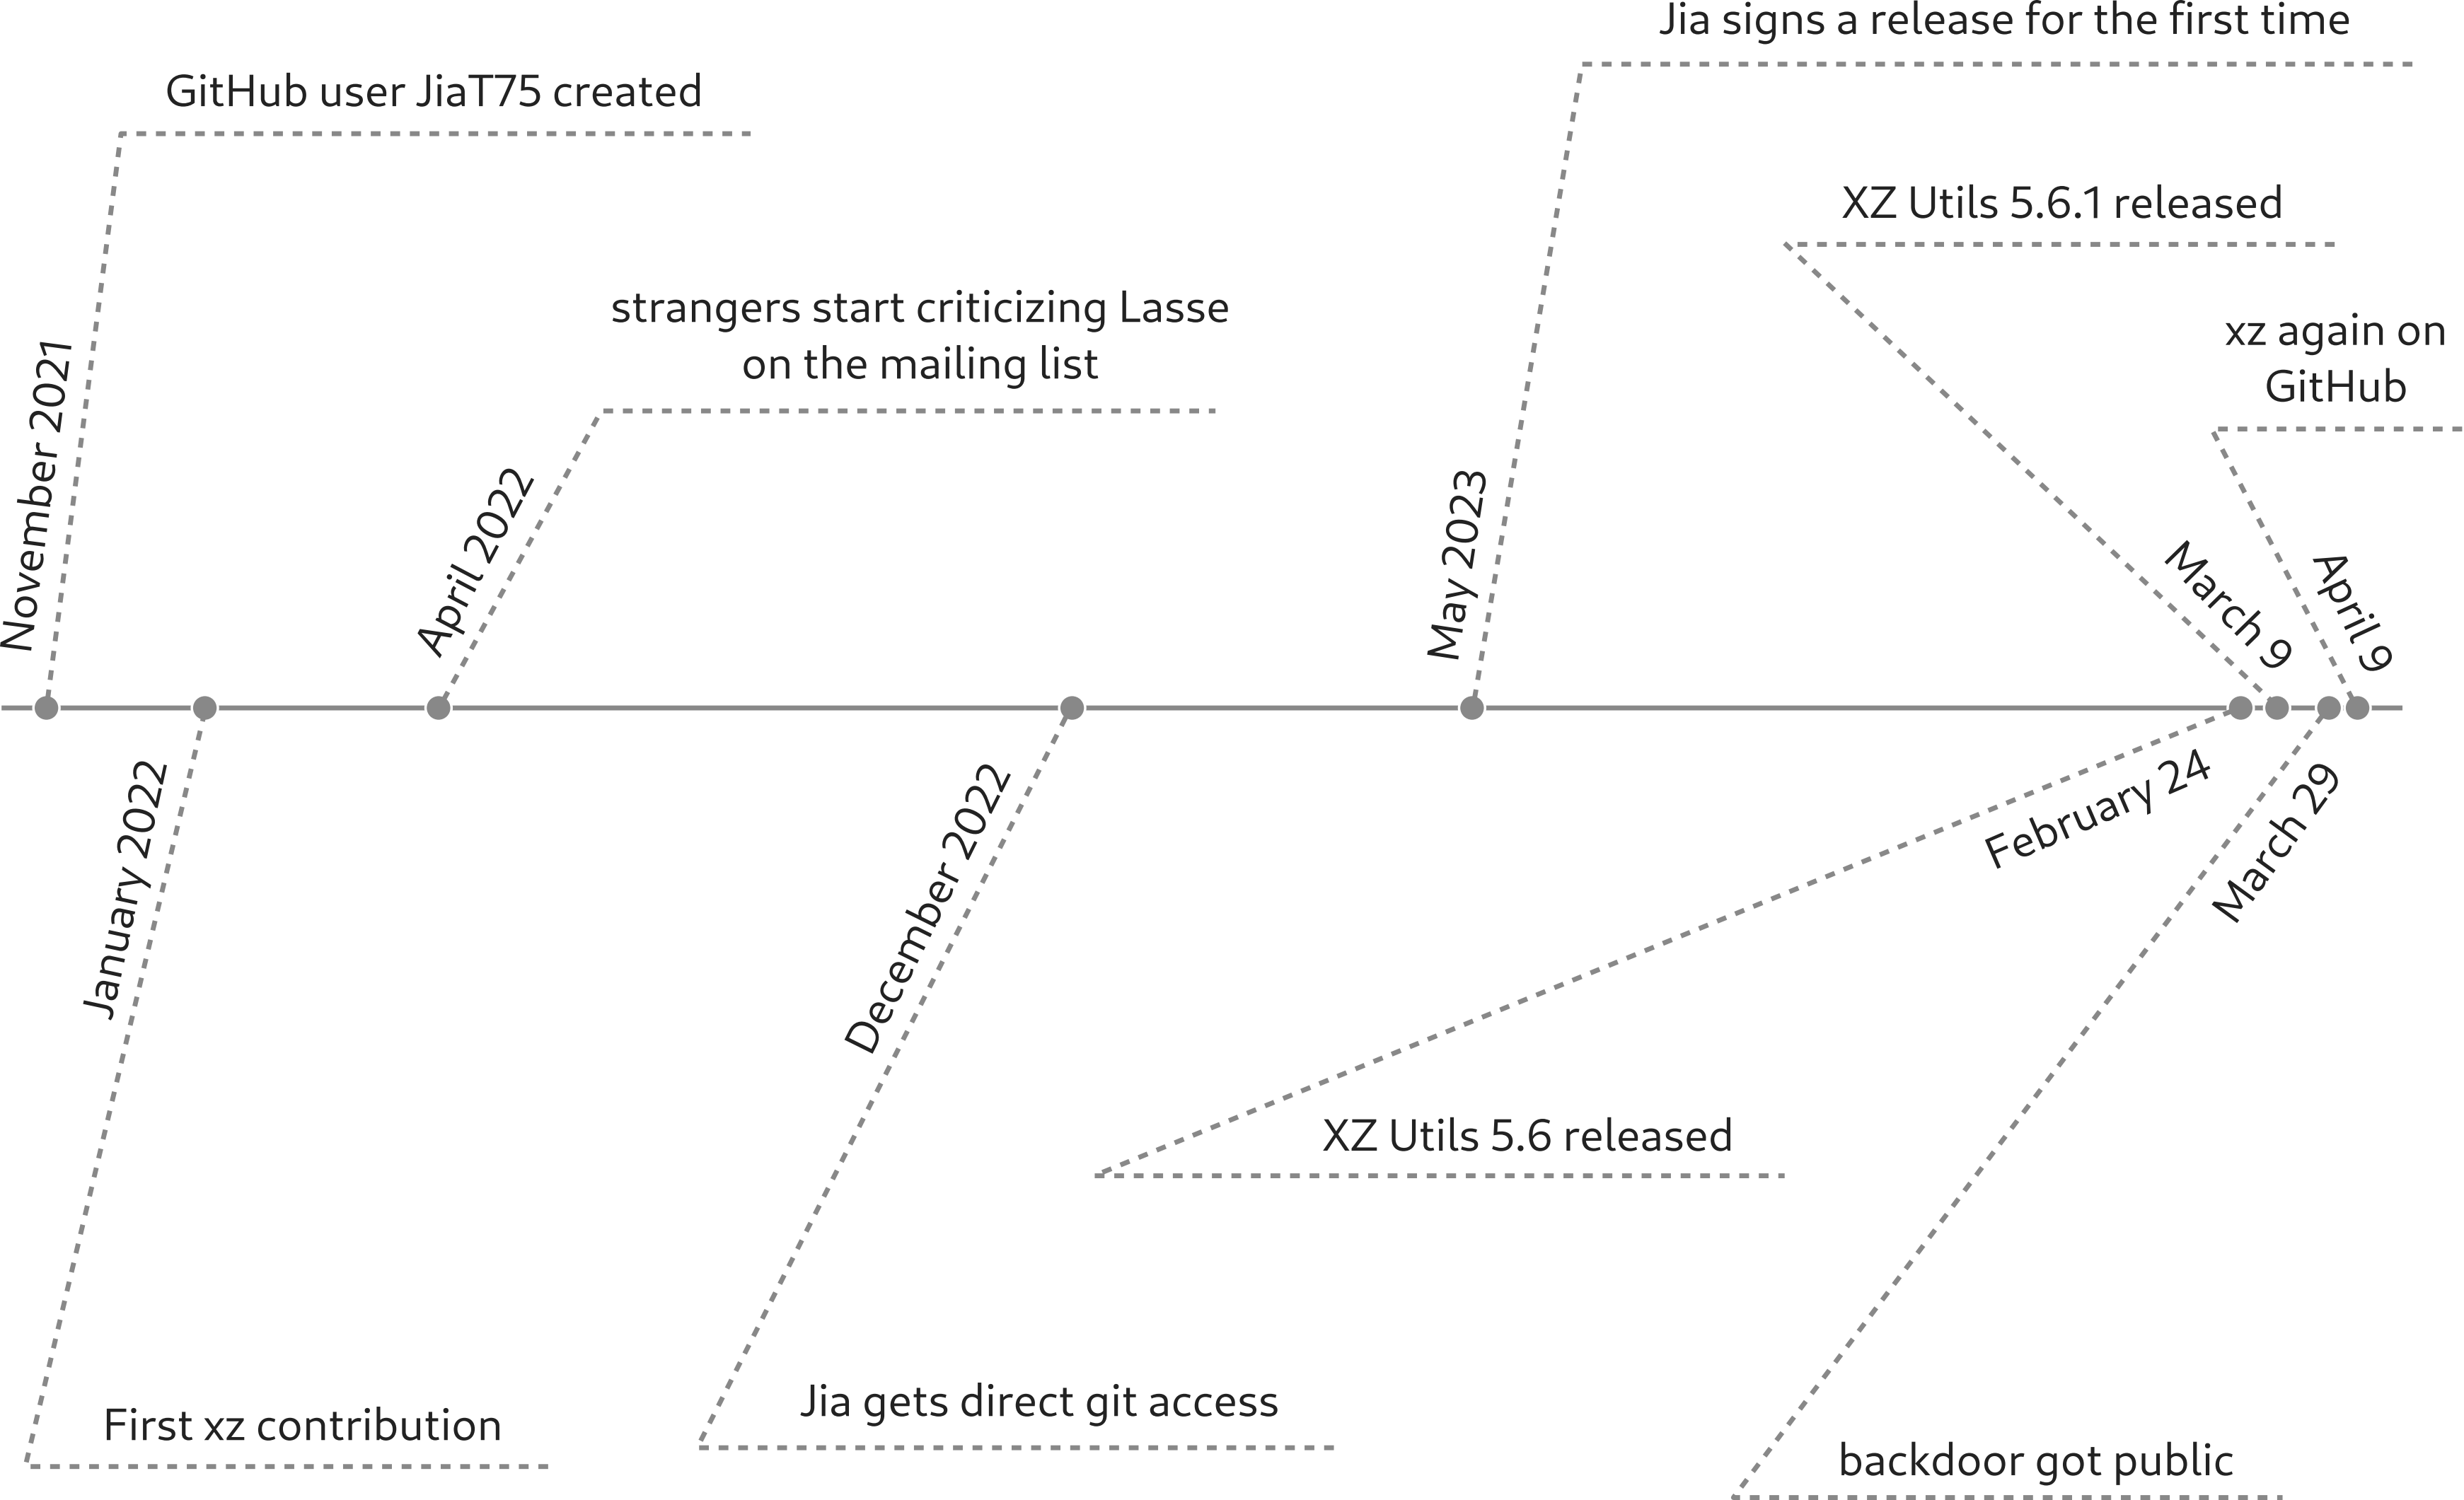 Jia signs a release for the first time
GitHub user JiaT75 created
XZ Utils 5.6.1 released
strangers start criticizing Lasse
on the mailing list
xz again on
GitHub
November 2021
April 2022
May 2023
March 9
April 9
January 2022
December 2022
February 24
March 29
XZ Utils 5.6 released
First xz contribution
Jia gets direct git access
backdoor got public